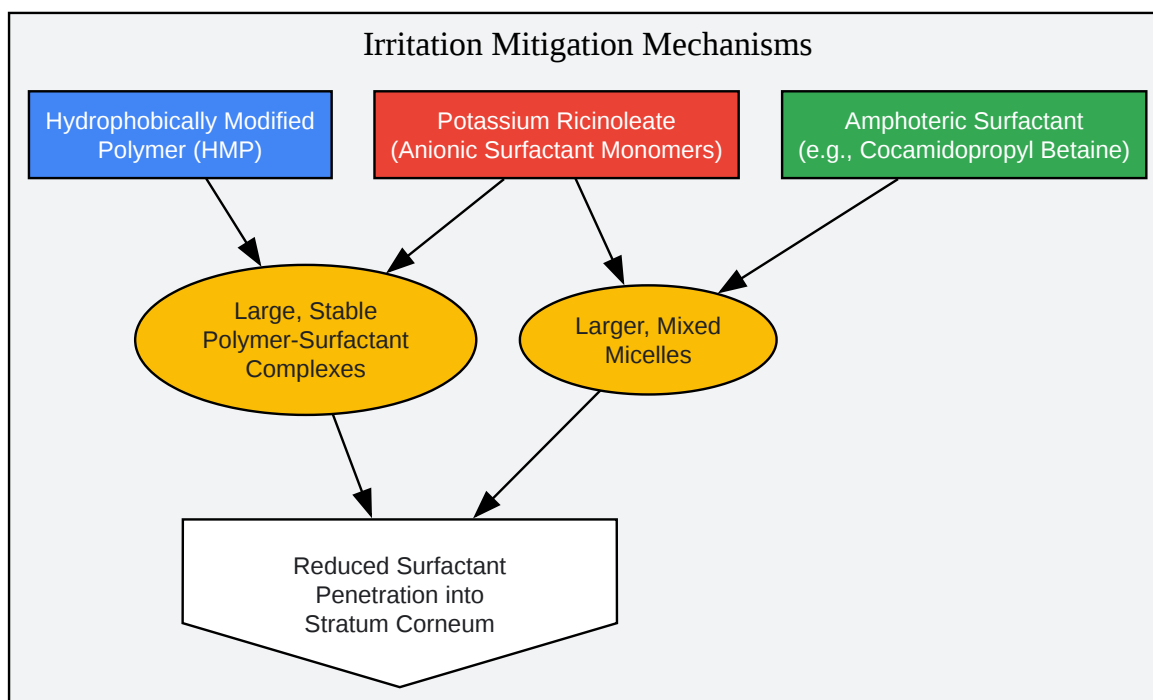 Irritation Mitigation Mechanisms
Hydrophobically Modified
Polymer (HMP)
Potassium Ricinoleate
(Anionic Surfactant Monomers)
Amphoteric Surfactant
(e.g., Cocamidopropyl Betaine)
Large, Stable
Polymer-Surfactant
Complexes
Larger, Mixed
Micelles
Reduced Surfactant
Penetration into
Stratum Corneum